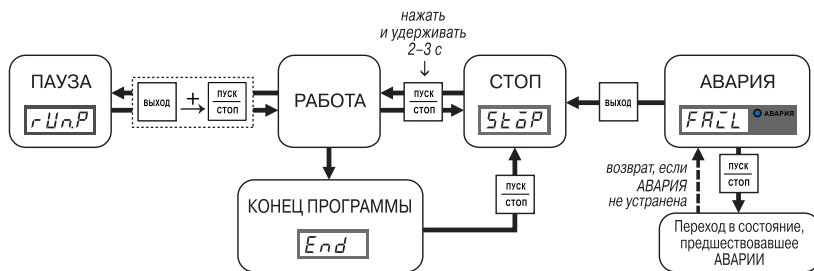 нажать
и удерживать
2–3 с
ПАУЗА
rUn.P
ВЫХОД
+
ПУСК
СТОП
РАБОТА
ПУСК
СТОП
СТОП
StoP
ВЫХОД
АВАРИЯ
FAIL
АВАРИЯ
КОНЕЦ ПРОГРАММЫ
End
ПУСК
СТОП
возврат, если
АВАРИЯ
не устранена
ПУСК
СТОП
Переход в состояние,
предшествовавшее
АВАРИИ